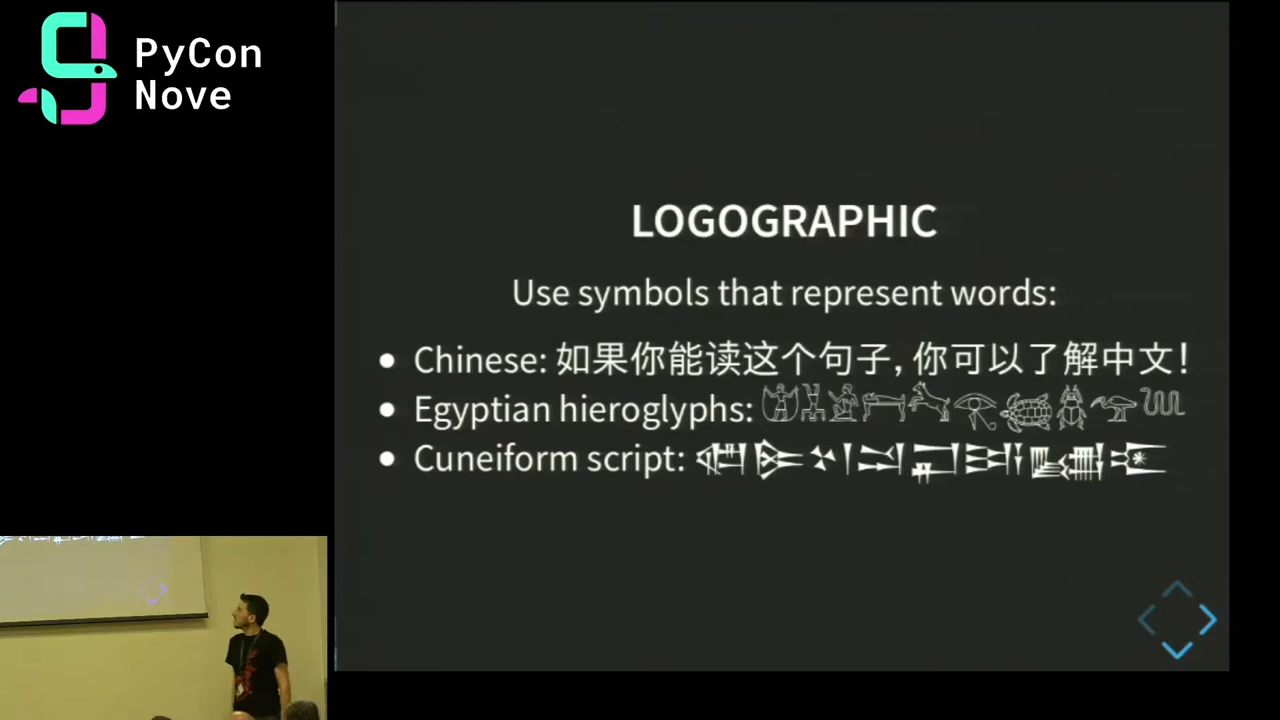 PyCon
Nove
LOGOGRAPHIC
Use symbols that represent words:
• Chinese: 如果你能读这个句子, 你可以了解中文!
• Egyptian hieroglyphs:
• Cuneiform script: